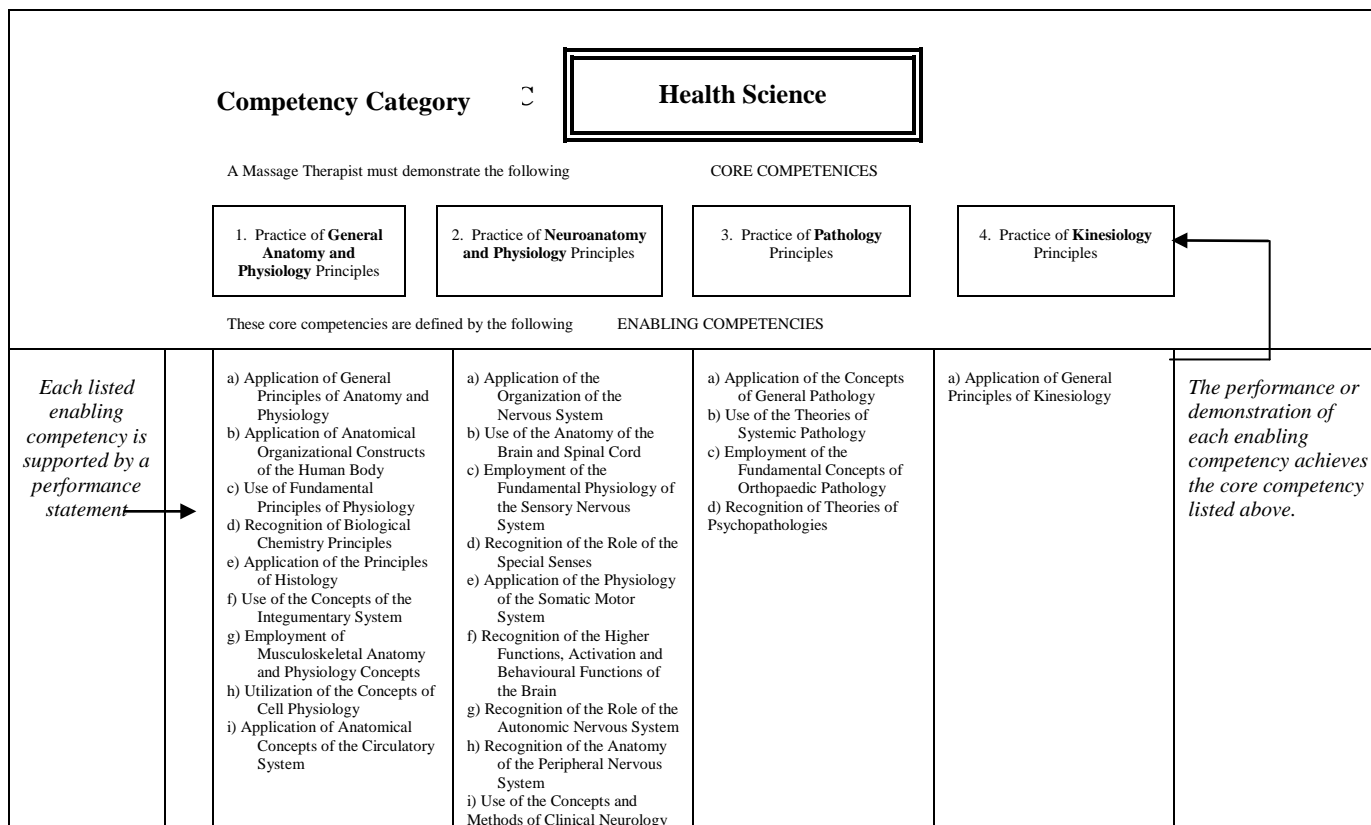 Competency Category C Health Science
A Massage Therapist must demonstrate the following CORE COMPETENICES
1. Practice of General
Anatomy and
Physiology Principles
2. Practice of Neuroanatomy
and Physiology Principles
3. Practice of Pathology
Principles
4. Practice of Kinesiology
Principles
These core competencies are defined by the following ENABLING COMPETENCIES
Each listed
enabling
competency is
supported by a
performance
statement
a) Application of General
Principles of Anatomy and
Physiology
b) Application of Anatomical
Organizational Constructs
of the Human Body
c) Use of Fundamental
Principles of Physiology
d) Recognition of Biological
Chemistry Principles
e) Application of the Principles
of Histology
f) Use of the Concepts of the
Integumentary System
g) Employment of
Musculoskeletal Anatomy
and Physiology Concepts
h) Utilization of the Concepts of
Cell Physiology
i) Application of Anatomical
Concepts of the Circulatory
System
a) Application of the
Organization of the
Nervous System
b) Use of the Anatomy of the
Brain and Spinal Cord
c) Employment of the
Fundamental Physiology of
the Sensory Nervous
System
d) Recognition of the Role of the
Special Senses
e) Application of the Physiology
of the Somatic Motor
System
f) Recognition of the Higher
Functions, Activation and
Behavioural Functions of
the Brain
g) Recognition of the Role of the
Autonomic Nervous System
h) Recognition of the Anatomy
of the Peripheral Nervous
System
i) Use of the Concepts and
Methods of Clinical Neurology
a) Application of the Concepts
of General Pathology
b) Use of the Theories of
Systemic Pathology
c) Employment of the
Fundamental Concepts of
Orthopaedic Pathology
d) Recognition of Theories of
Psychopathologies
a) Application of General
Principles of Kinesiology
The performance or
demonstration of
each enabling
competency achieves
the core competency
listed above.